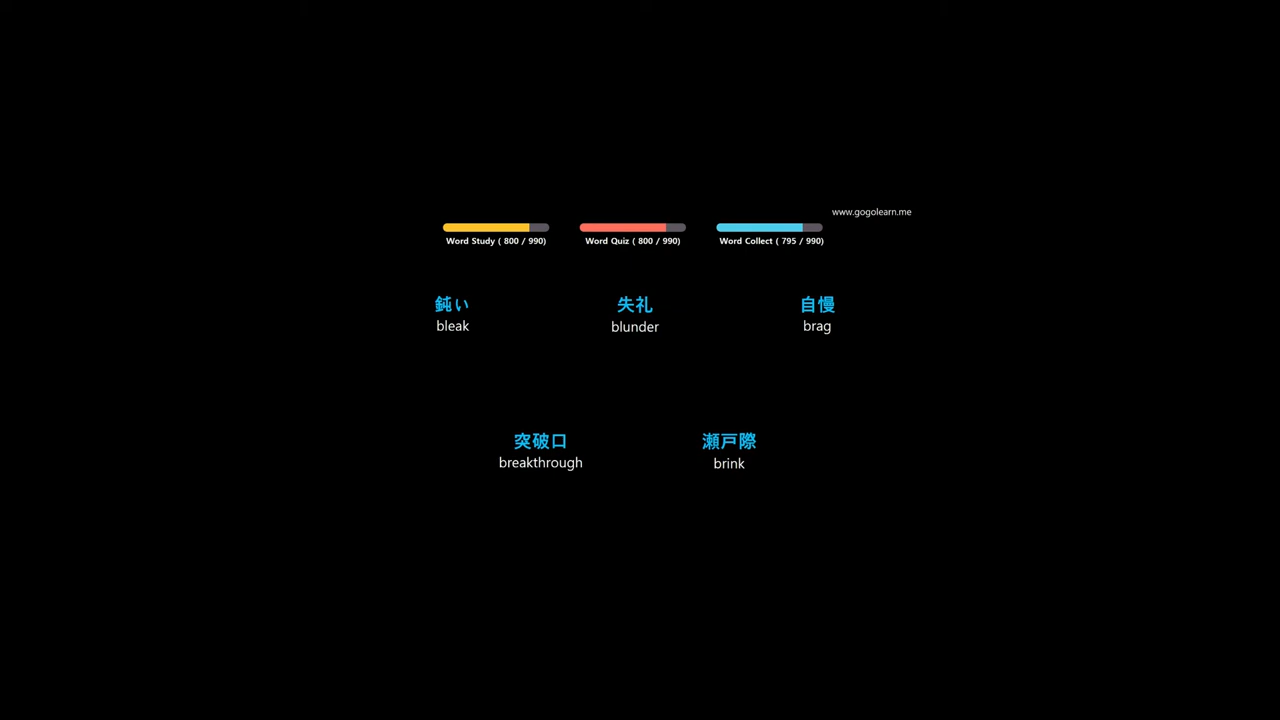 www.gogolearn.me
Word Study ( 800 / 990)
Word Quiz ( 800 / 990)
Word Collect ( 795 / 990)
鈍い
bleak
失礼
blunder
自慢
brag
突破口
breakthrough
瀬戸際
brink